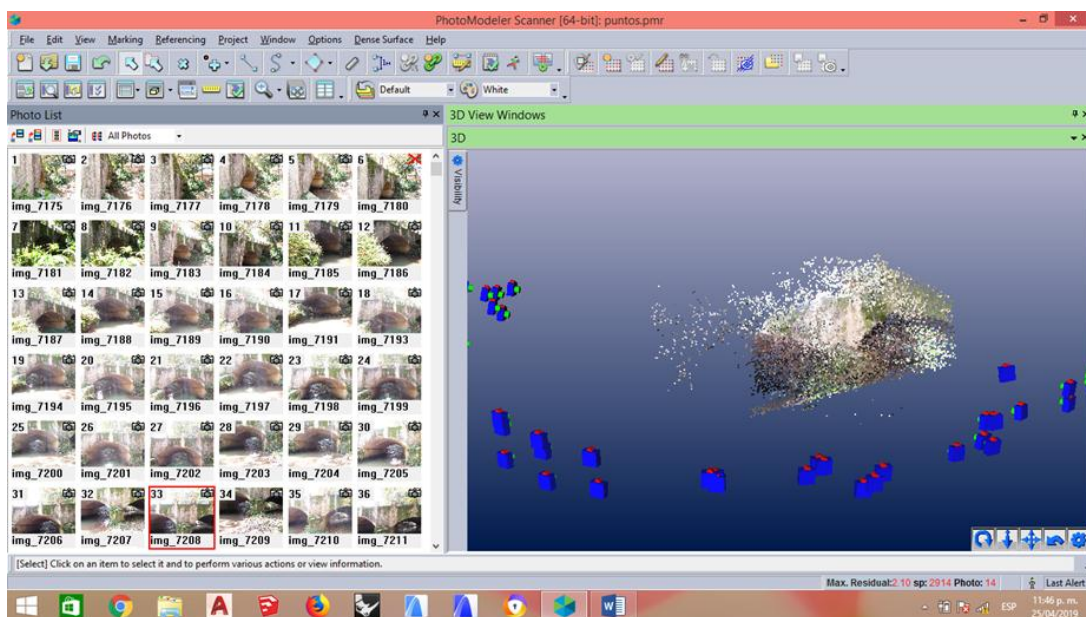 PhotoModeler Scanner [64-bit]: puntos.pmr
File Edit View Marking Referencing Project Window Options Dense Surface Help
Default White
Photo List
All Photos
1 2 3 4 5 6
img_7175 img_7176 img_7177 img_7178 img_7179 img_7180
7 8 9 10 11 12
img_7181 img_7182 img_7183 img_7184 img_7185 img_7186
13 14 15 16 17 18
img_7187 img_7188 img_7189 img_7190 img_7191 img_7193
19 20 21 22 23 24
img_7194 img_7195 img_7196 img_7197 img_7198 img_7199
25 26 27 28 29 30
img_7200 img_7201 img_7202 img_7203 img_7204 img_7205
31 32 33 34 35 36
img_7206 img_7207 img_7208 img_7209 img_7210 img_7211
3D View Windows
3D
Visibility
[Select] Click on an item to select it and to perform various actions or view information.
Max. Residual:2.10 sp: 2914 Photo: 14 Last Alert
ESP
11:46 p. m.
25/04/2019